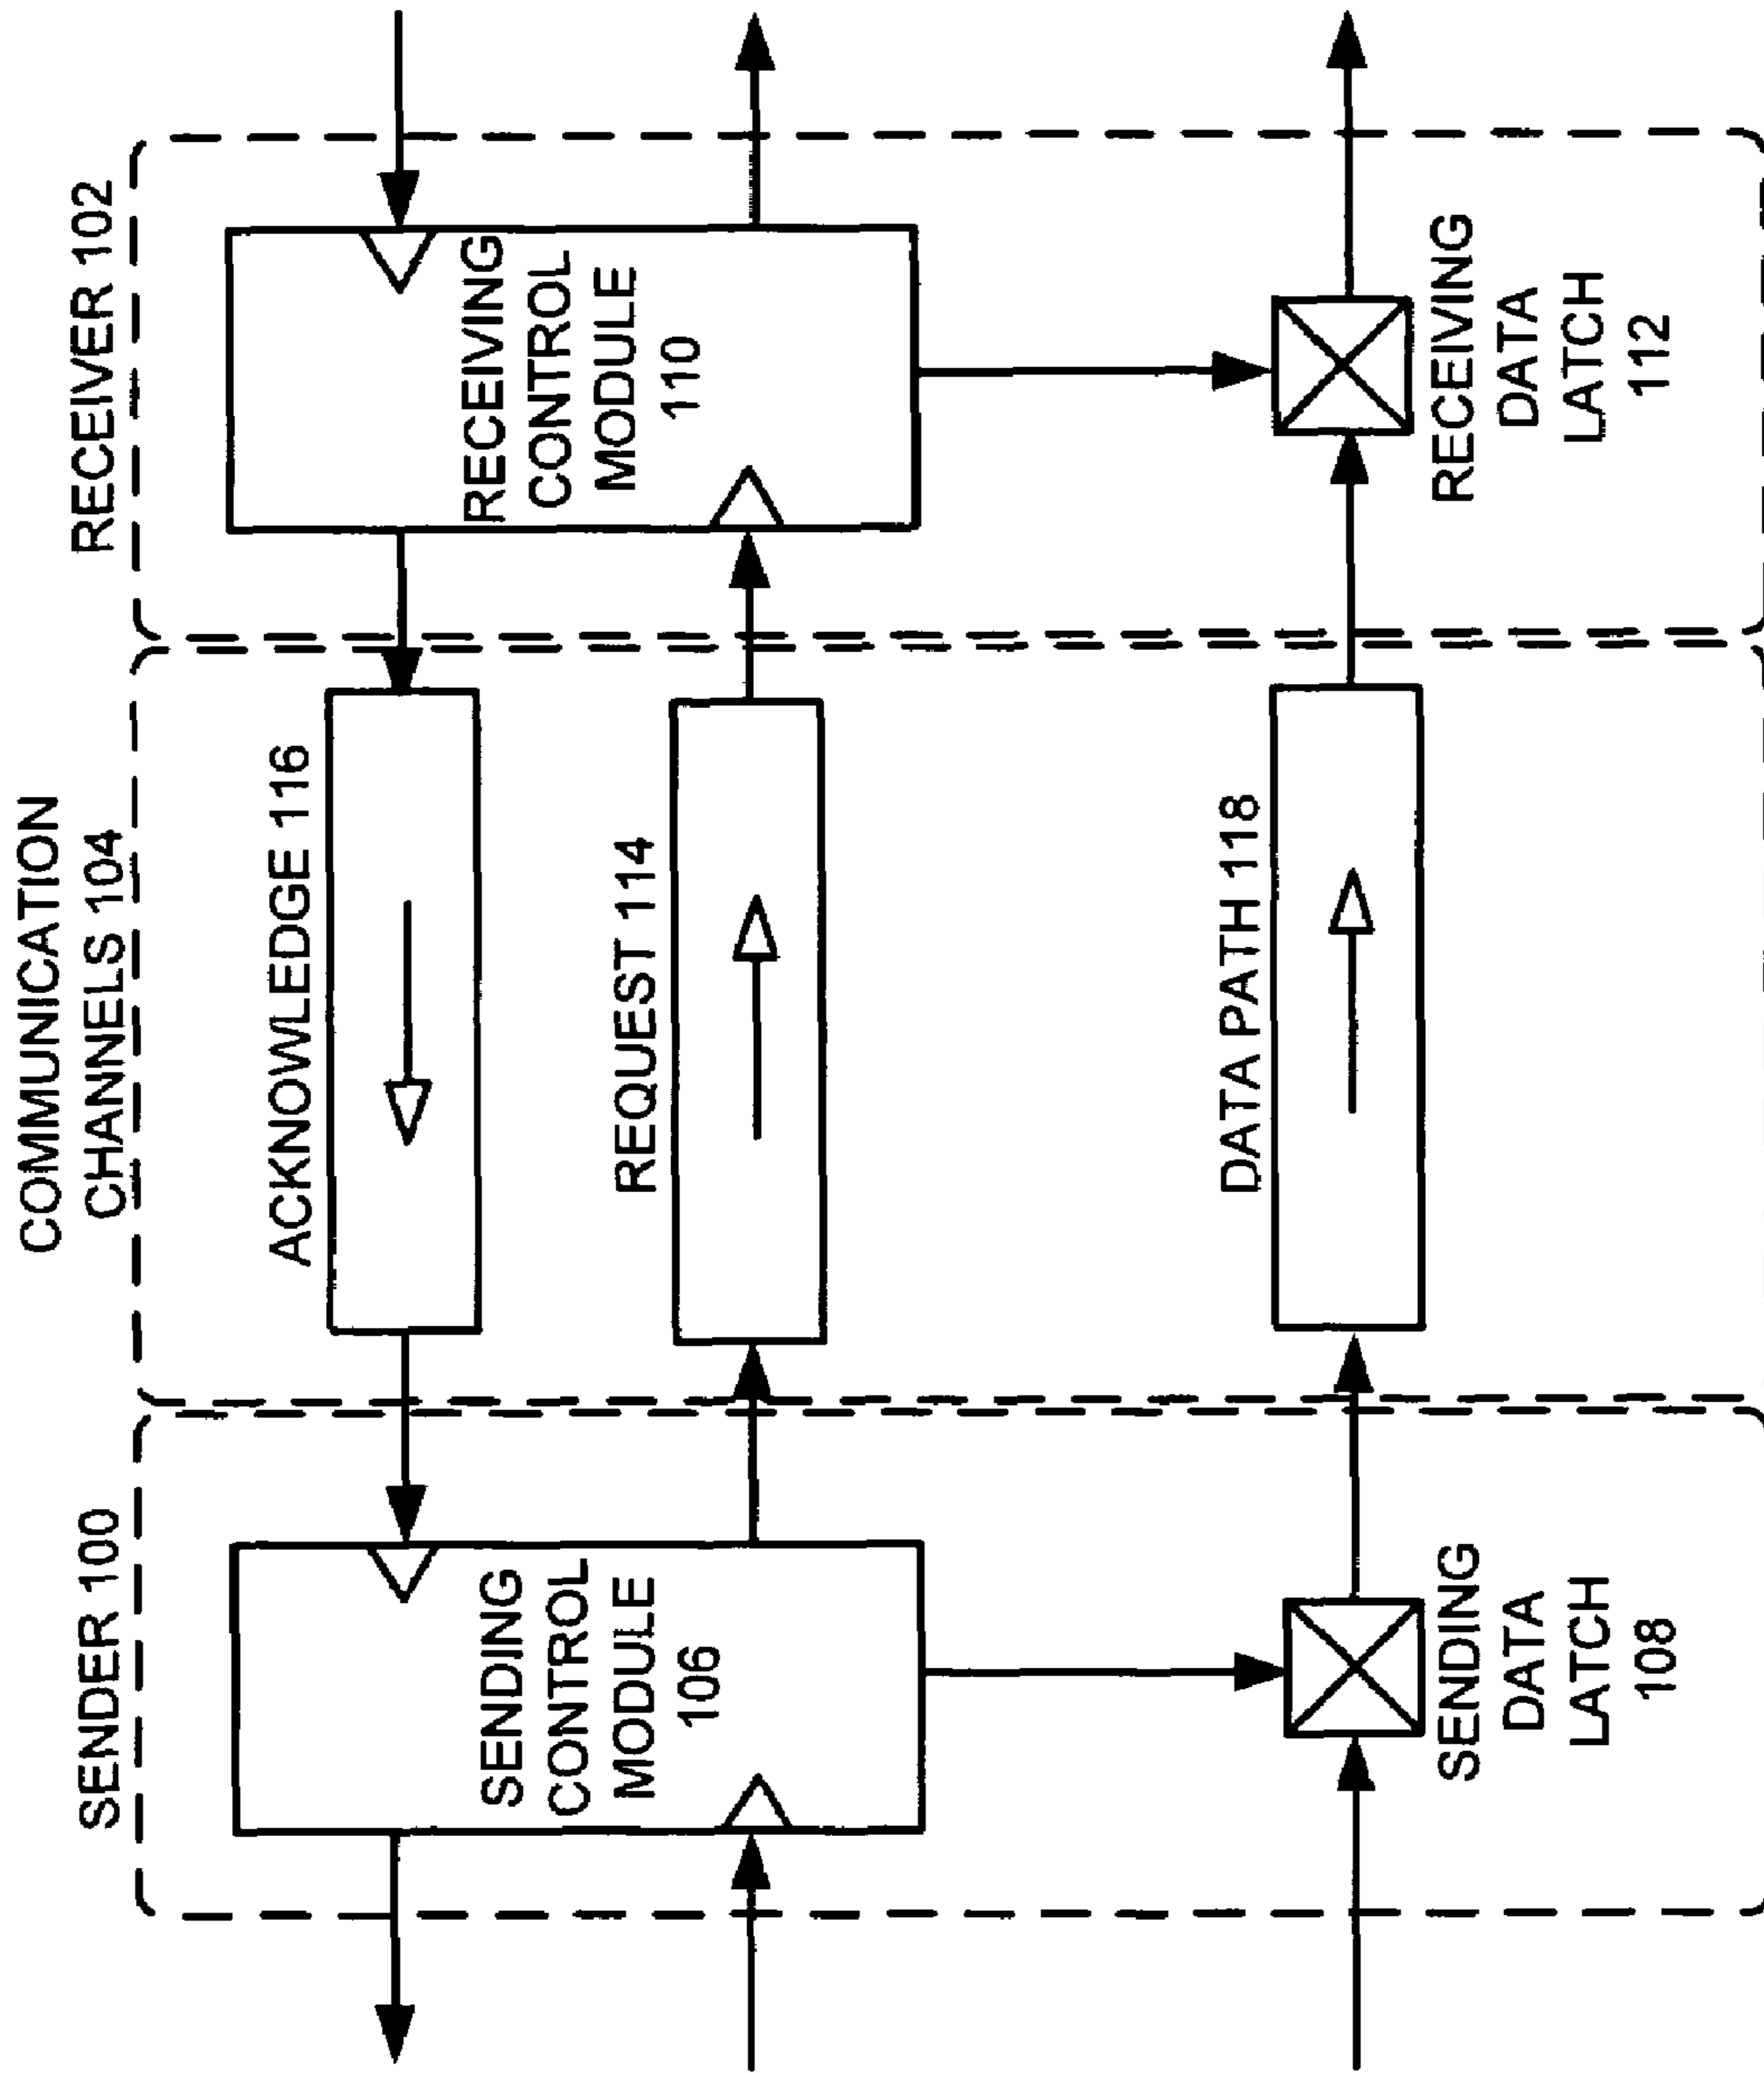 SENDER 100
COMMUNICATION
CHANNELS 104
RECEIVER 102
SENDING
CONTROL
MODULE
106
ACKNOWLEDGE 116
REQUEST 114
RECEIVING
CONTROL
MODULE
110
DATA PATH 118
SENDING
DATA
LATCH
108
RECEIVING
DATA
LATCH
112